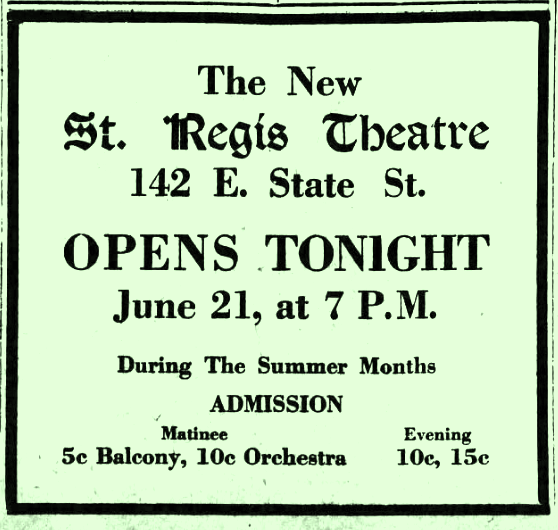 The New
St. Regis Theatre
142 E. State St.
OPENS TONIGHT
June 21, at 7 P.M.
During The Summer Months
ADMISSION
Matinee Evening
5c Balcony, 10c Orchestra 10c, 15c